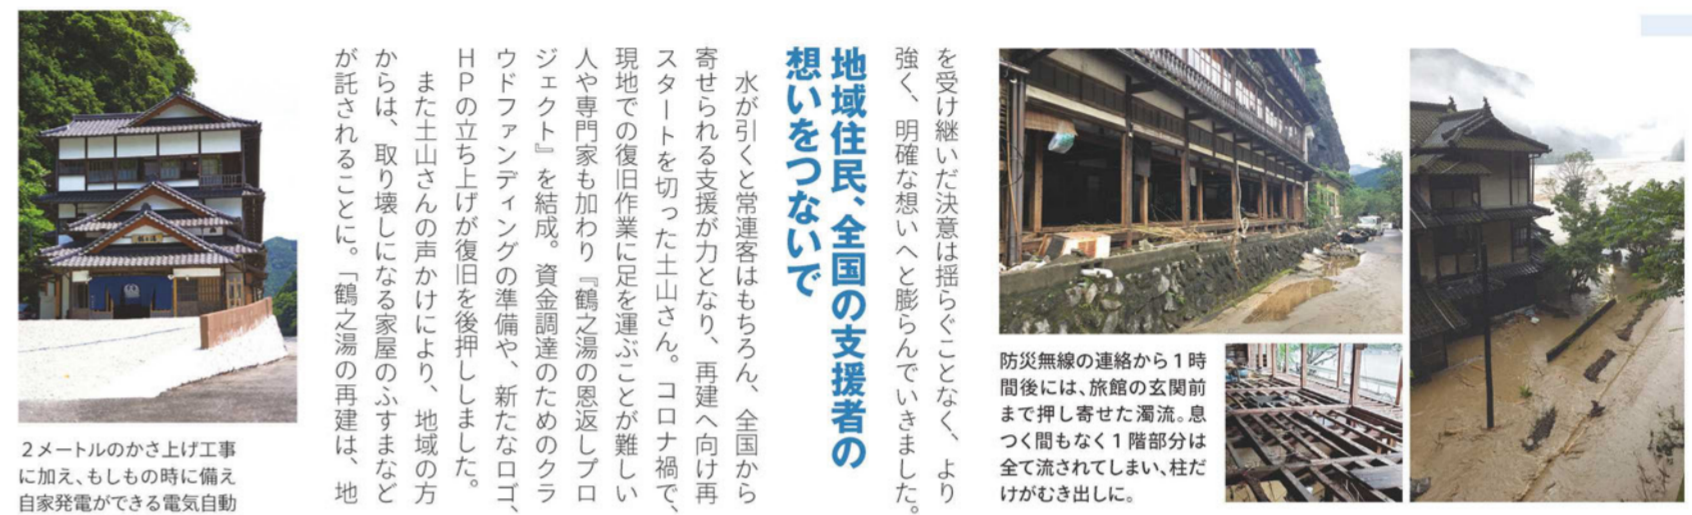 防災無線の連絡から1時
間後には、旅館の玄関前
まで押し寄せた濁流。息
つく間もなく1階部分は
全て流されてしまい、柱だ
けがむき出しに。
を受け継いだ決意は揺らぐことなく、より
強く、明確な想いへと膨らんでいきました。
地域住民、全国の支援者の
想いをつないで
水が引くと常連客はもちろん、全国から
寄せられる支援が力となり、再建へ向け再
スタートを切った土山さん。コロナ禍で、
現地での復旧作業に足を運ぶことが難しい
人や専門家も加わり『鶴之湯の恩返しプロ
ジェクト』を結成。資金調達のためのクラ
ウドファンディングの準備や、新たなロゴ、
HPの立ち上げが復旧を後押ししました。
また土山さんの声かけにより、地域の方
からは、取り壊しになる家屋のふすまなど
が託されることに。「鶴之湯の再建は、地
2メートルのかさ上げ工事
に加え、もしもの時に備え
自家発電ができる電気自動